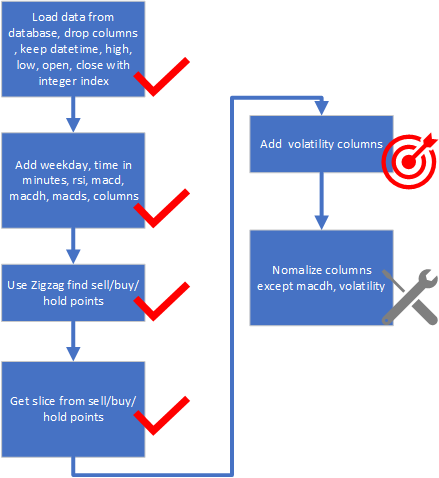 Load data from
database, drop columns
, keep datetime, high,
low, open, close with
integer index
Add weekday, time in
minutes, rsi, macd,
macdh, macds, columns
Use Zigzag find sell/buy/
hold points
Get slice from sell/buy/
hold points
Add  volatility columns
Nomalize columns
except macdh, volatility